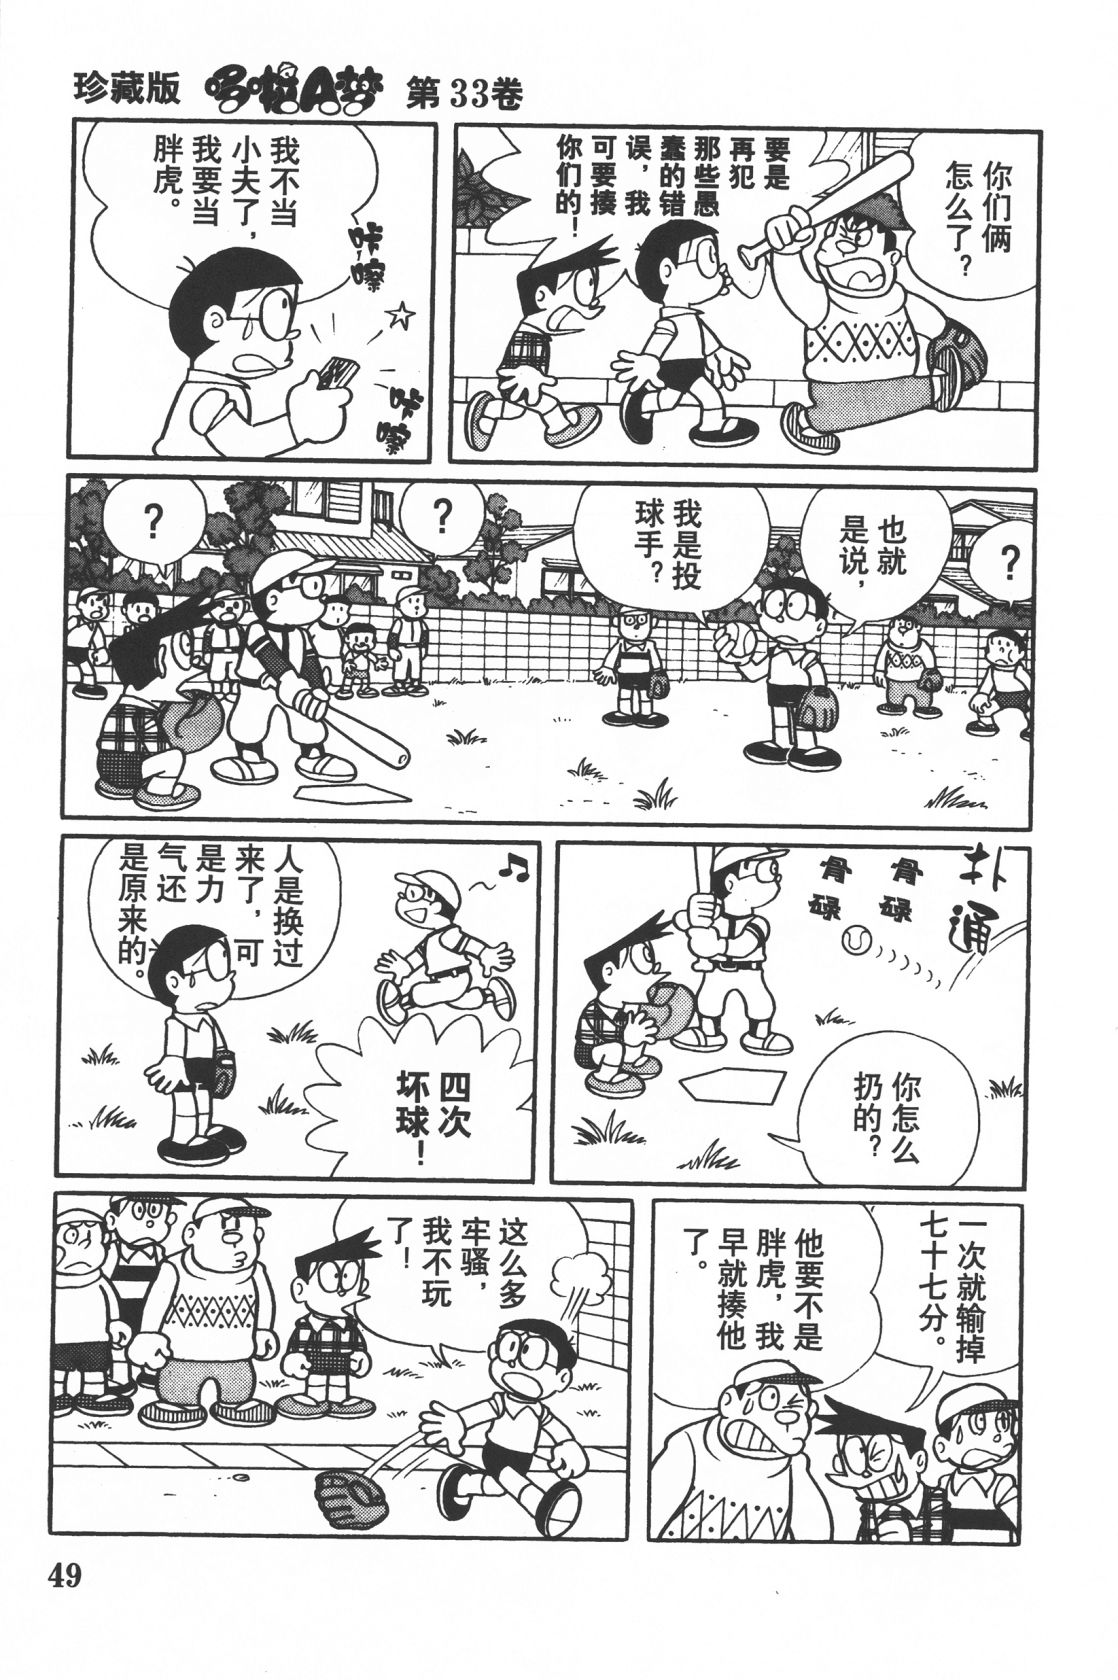 珍藏版 哆啦A梦 第33卷
你们俩
怎么了？
要是
再犯
那些愚
蠢的错
误，我
可要揍
你们的！
我不当
小夫了，
我要当
胖虎。
咔嚓
咔嚓
？
也就
是说，
我是投
球手？
？
？
扑通
骨碌
骨碌
你怎么
扔的？
四次
坏球！
人是换过
来了，可
是力
气还
是原来的。
一次就输掉
七十七分。
他要不是
胖虎，我
早就揍他
了。
这么多
牢骚，
我不玩
了！
49